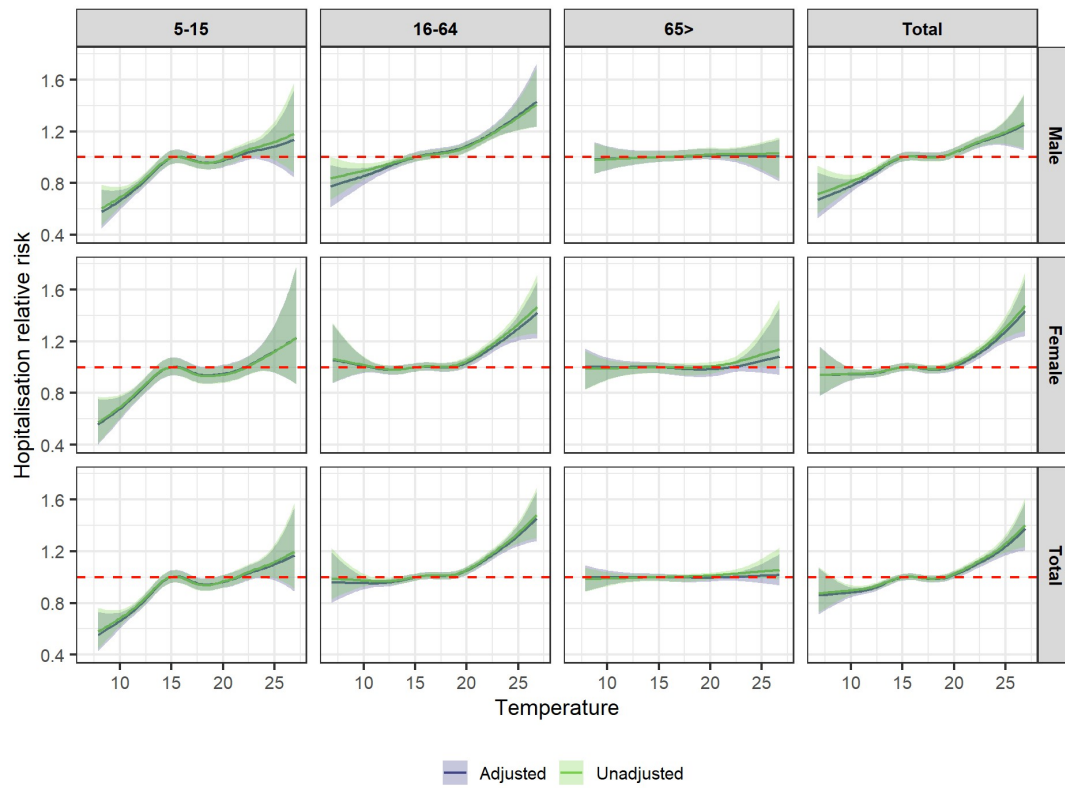 5-15 16-64 65> Total
1.6
1.2
0.8
0.4
Male
1.6
1.2
0.8
0.4
Female
1.6
1.2
0.8
0.4
Total
Hopitalisation relative risk
10 15 20 25 10 15 20 25 10 15 20 25 10 15 20 25
Temperature
Adjusted Unadjusted